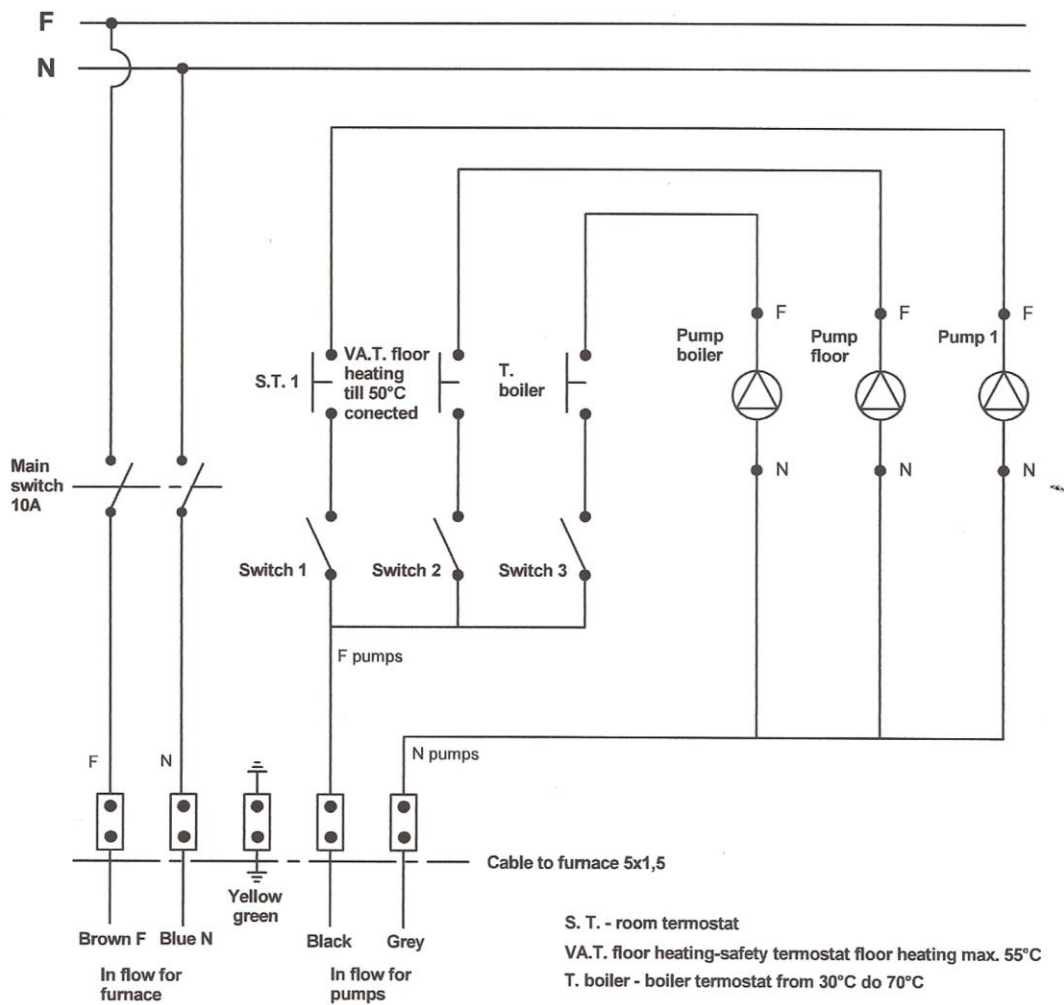 F
N
S.T. 1
VA.T. floor
heating
till 50°C
conected
T.
boiler
Pump
boiler
F
Pump
floor
F
Pump 1
F
N
N
N
Main
switch
10A
Switch 1
Switch 2
Switch 3
F pumps
N pumps
F
N
Cable to furnace 5x1,5
Yellow
green
Brown F
Blue N
Black
Grey
In flow for
furnace
In flow for
pumps
S. T. - room termostat
VA.T. floor heating-safety termostat floor heating max. 55°C
T. boiler - boiler termostat from 30°C do 70°C